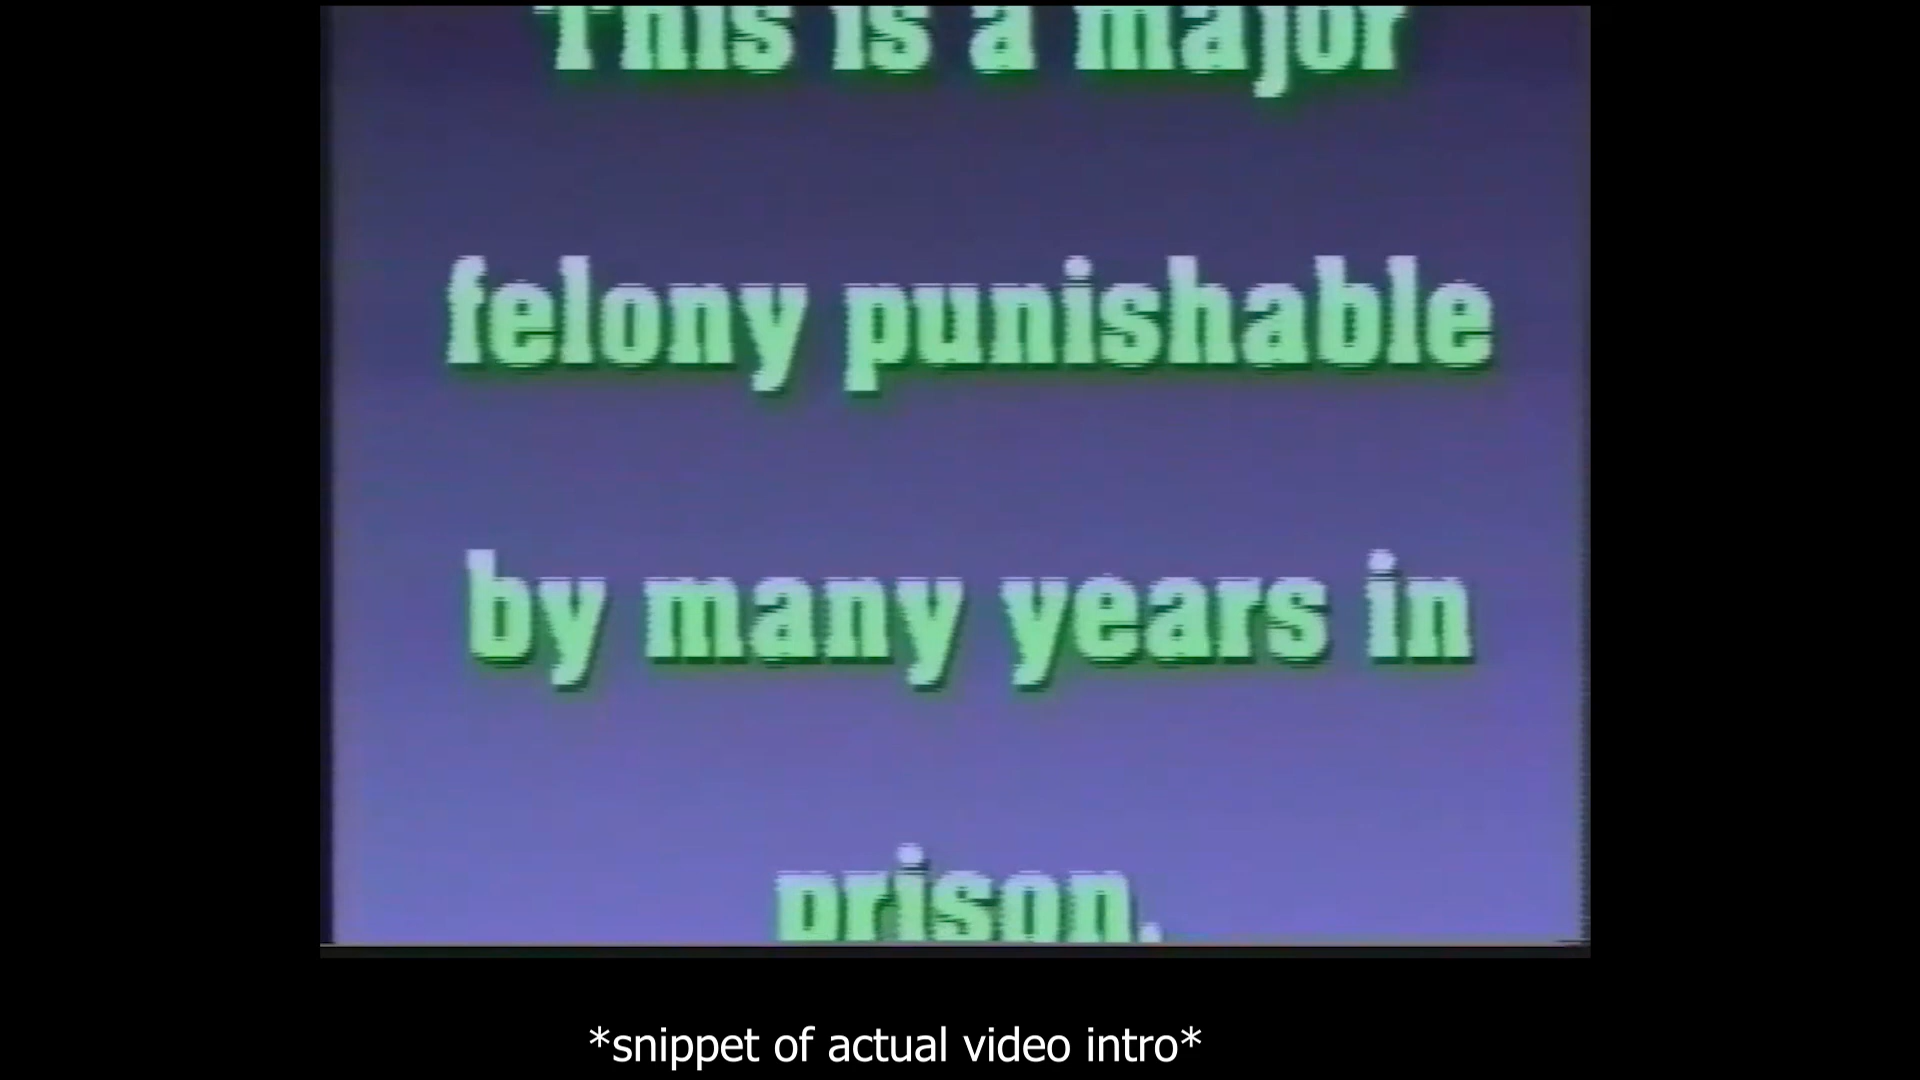 This is a major
felony punishable
by many years in
prison.
*snippet of actual video intro*